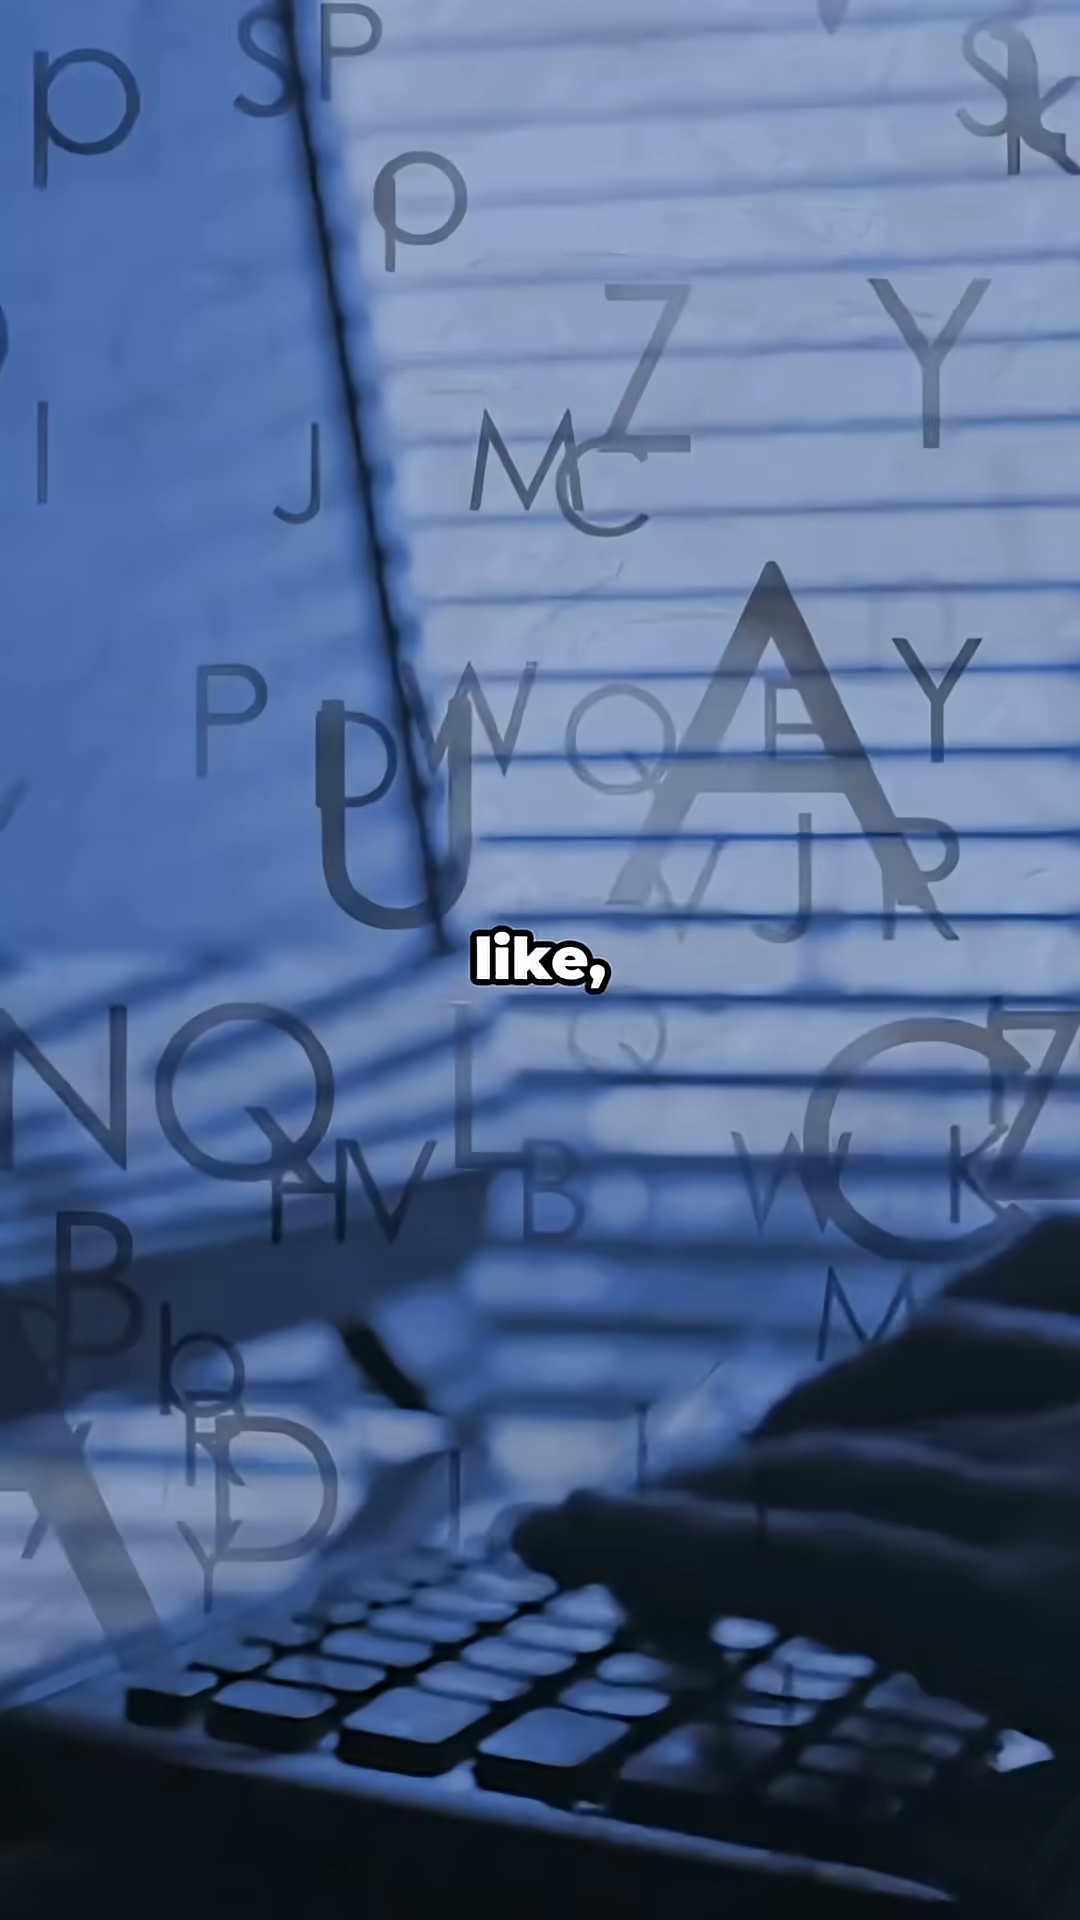 p S P S k
p
Z Y
I J M C
A
P D W Q E Y
U
V J R
like,
N Q L Q C Z
H V B W K
B M
b
R D
Y